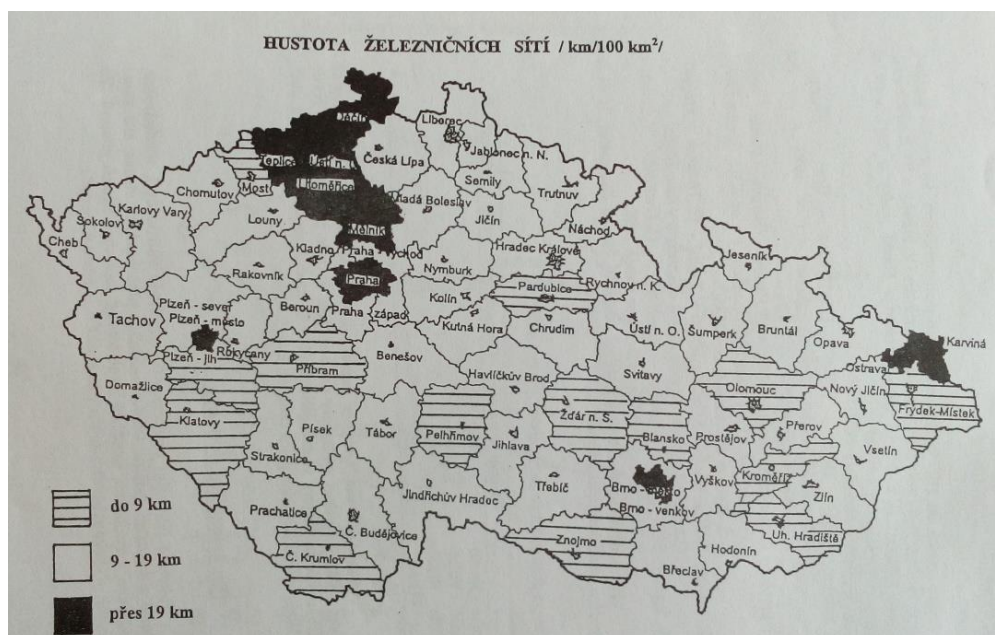 HUSTOTA ŽELEZNIČNÍCH SÍTÍ / km/100 km²/
Děčín
Liberec
Jablonec n. N.
Teplice
Ústí n. L
Česká Lípa
Semily
Trutnov
Chomutov
Most
Litoměřice
Mladá Boleslav
Jičín
Náchod
Karlovy Vary
Sokolov
Cheb
Louny
Mělník
Kladno
Praha - východ
Nymburk
Hradec Králové
Rychnov n. K.
Jeseník
Rakovník
Praha
Kolín
Pardubice
Plzeň - sever
Plzeň - město
Beroun
Praha západ
Kutná Hora
Chrudim
Ústí n. O.
Šumperk
Bruntál
Opava
Karviná
Tachov
Rokycany
Plzeň - jih
Příbram
Benešov
Havlíčkův Brod
Svitavy
Olomouc
Ostrava
Nový Jičín
Frýdek-Místek
Domažlice
Klatovy
Písek
Tábor
Pelhřimov
Žďár n. S.
Blansko
Prostějov
Přerov
Vsetín
Strakonice
Jihlava
Kroměříž
Zlín
Prachatice
Č. Budějovice
Jindřichův Hradec
Třebíč
Brno - město
Brno - venkov
Vyškov
Uh. Hradiště
Č. Krumlov
Znojmo
Hodonín
Břeclav
do 9 km
9 - 19 km
přes 19 km